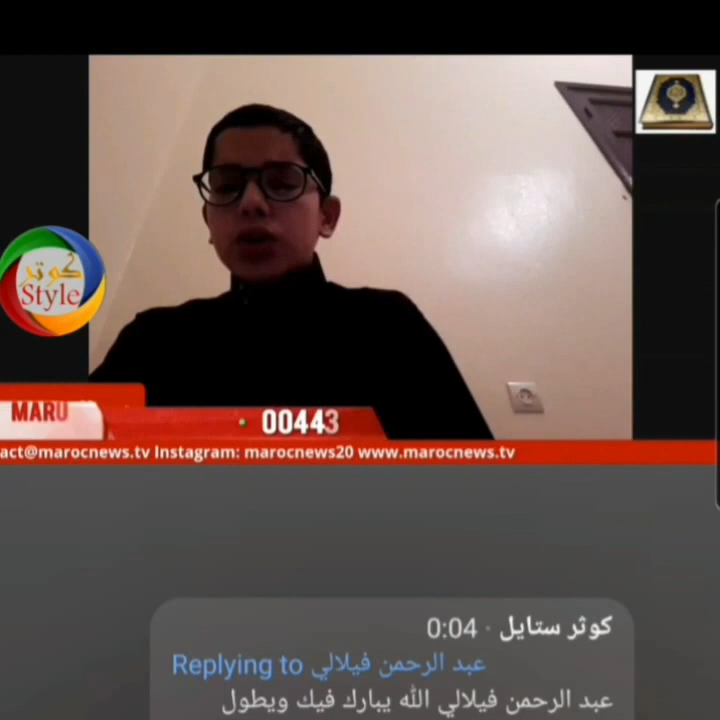 كوثر
Style
MARU
00443
act@marocnews.tv Instagram: marocnews20 www.marocnews.tv
كوثر ستايل · 0:04
Replying to عبد الرحمن فيلالي
عبد الرحمن فيلالي الله يبارك فيك ويطول